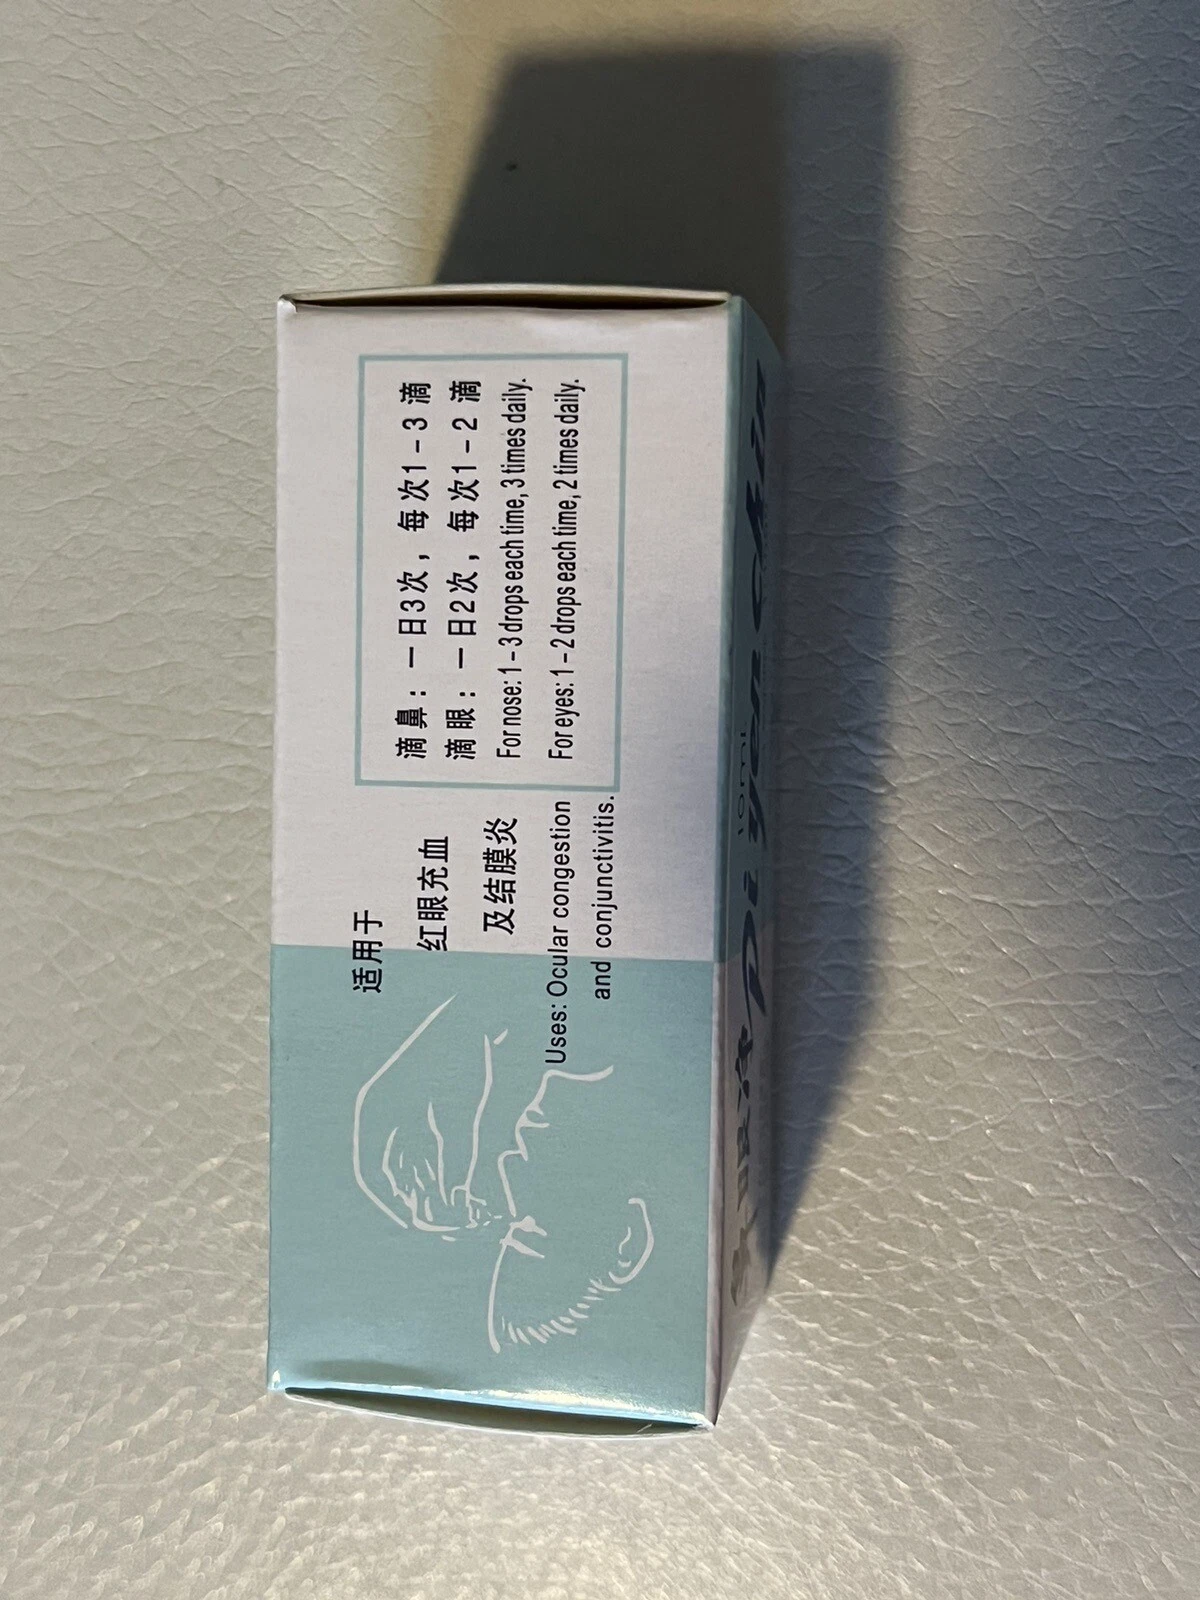 适用于
红眼充血
及结膜炎
Uses: Ocular congestion
and conjunctivitis.
滴鼻：一日3次，每次1-3滴
滴眼：一日2次，每次1-2滴
For nose: 1-3 drops each time, 3 times daily.
For eyes: 1-2 drops each time, 2 times daily.
10ml
Di yan